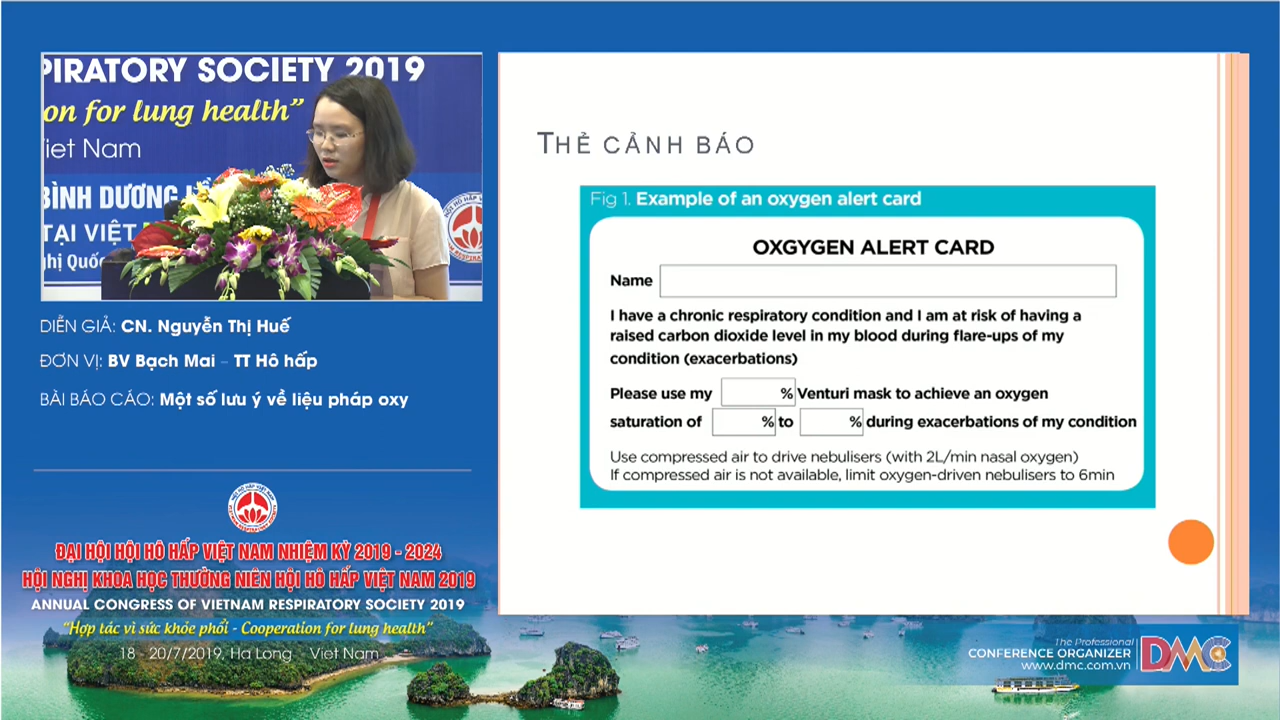 PIRATORY SOCIETY 2019
on for lung health”
Viet Nam
BÌNH DƯƠNG
TẠI VIỆT
ghị Quốc
DIỄN GIẢ: CN. Nguyễn Thị Huế
ĐƠN VỊ: BV Bạch Mai – TT Hô hấp
BÀI BÁO CÁO: Một số lưu ý về liệu pháp oxy
ĐẠI HỘI HỘI HÔ HẤP VIỆT NAM NHIỆM KỲ 2019 - 2024
HỘI NGHỊ KHOA HỌC THƯỜNG NIÊN HỘI HÔ HẤP VIỆT NAM 2019
ANNUAL CONGRESS OF VIETNAM RESPIRATORY SOCIETY 2019
“Hợp tác vì sức khỏe phổi - Cooperation for lung health”
18 - 20/7/2019, Ha Long Viet Nam
THẺ CẢNH BÁO
Fig 1. Example of an oxygen alert card
OXGYGEN ALERT CARD
Name
I have a chronic respiratory condition and I am at risk of having a
raised carbon dioxide level in my blood during flare-ups of my
condition (exacerbations)
Please use my % Venturi mask to achieve an oxygen
saturation of % to % during exacerbations of my condition
Use compressed air to drive nebulisers (with 2L/min nasal oxygen)
If compressed air is not available, limit oxygen-driven nebulisers to 6min
The Professional
CONFERENCE ORGANIZER
www.dmc.com.vn
DMC